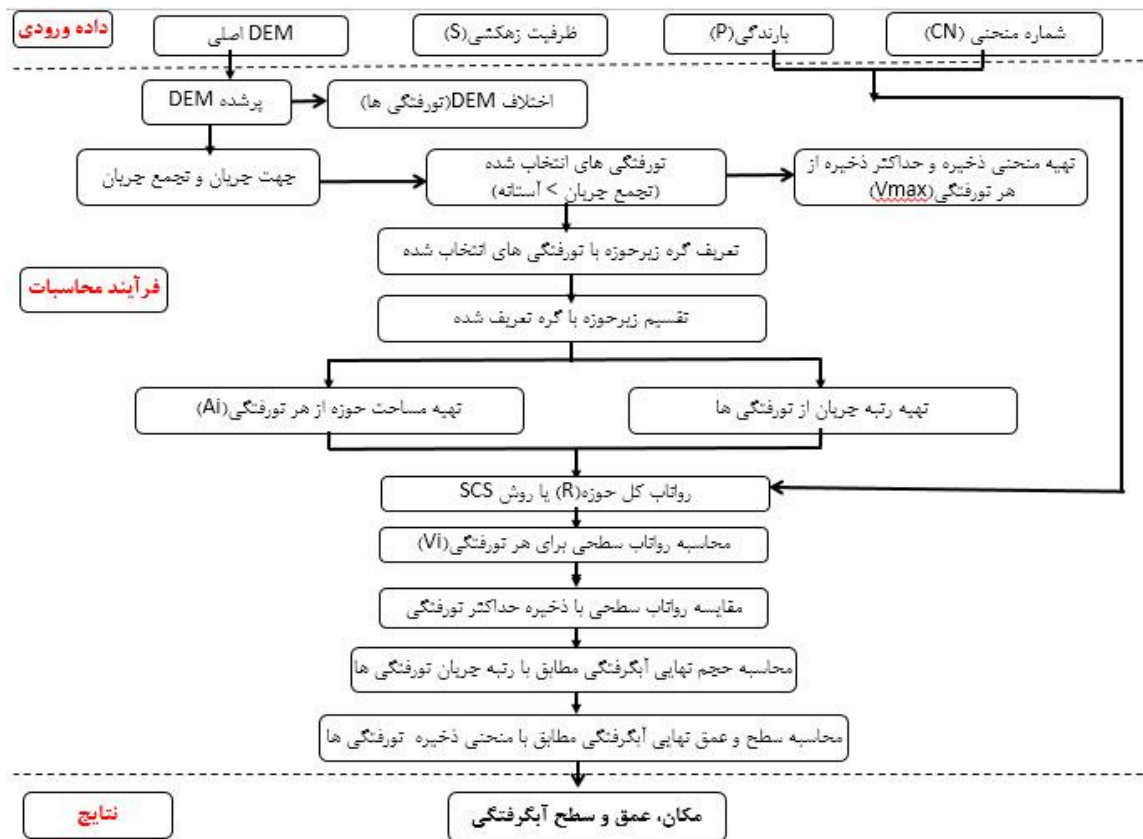 داده ورودی
DEM اصلی
ظرفیت زهکشی(S)
بارندگی(P)
شماره منحنی (CN)
پرشده DEM
اختلاف DEM(تورفتگی ها)
جهت جریان و تجمع جریان
تورفتگی های انتخاب شده
(تجمع جریان > آستانه)
تهیه منحنی ذخیره و حداکثر ذخیره از
هر تورفتگی(Vmax)
تعریف گره زیرحوزه با تورفتگی های انتخاب شده
فرآیند محاسبات
تقسیم زیرحوزه با گره تعریف شده
تهیه مساحت حوزه از هر تورفتگی(Ai)
تهیه رتبه جریان از تورفتگی ها
رواناب کل حوزه(R) با روش SCS
محاسبه رواناب سطحی برای هر تورفتگی(Vi)
مقایسه رواناب سطحی با ذخیره حداکثر تورفتگی
محاسبه حجم نهایی آبگرفتگی مطابق با رتبه جریان تورفتگی ها
محاسبه سطح و عمق نهایی آبگرفتگی مطابق با منحنی ذخیره تورفتگی ها
نتایج
مکان، عمق و سطح آبگرفتگی